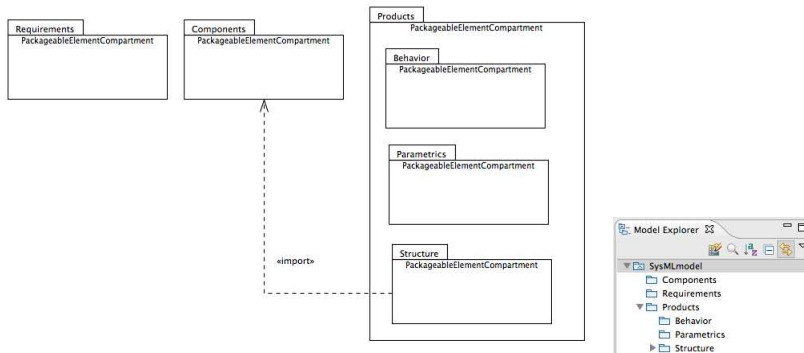 Requirements
PackageableElementCompartment
Components
PackageableElementCompartment
Products
PackageableElementCompartment
Behavior
PackageableElementCompartment
Parametrics
PackageableElementCompartment
Structure
PackageableElementCompartment
«import»
Model Explorer
SysMLmodel
Components
Requirements
Products
Behavior
Parametrics
Structure